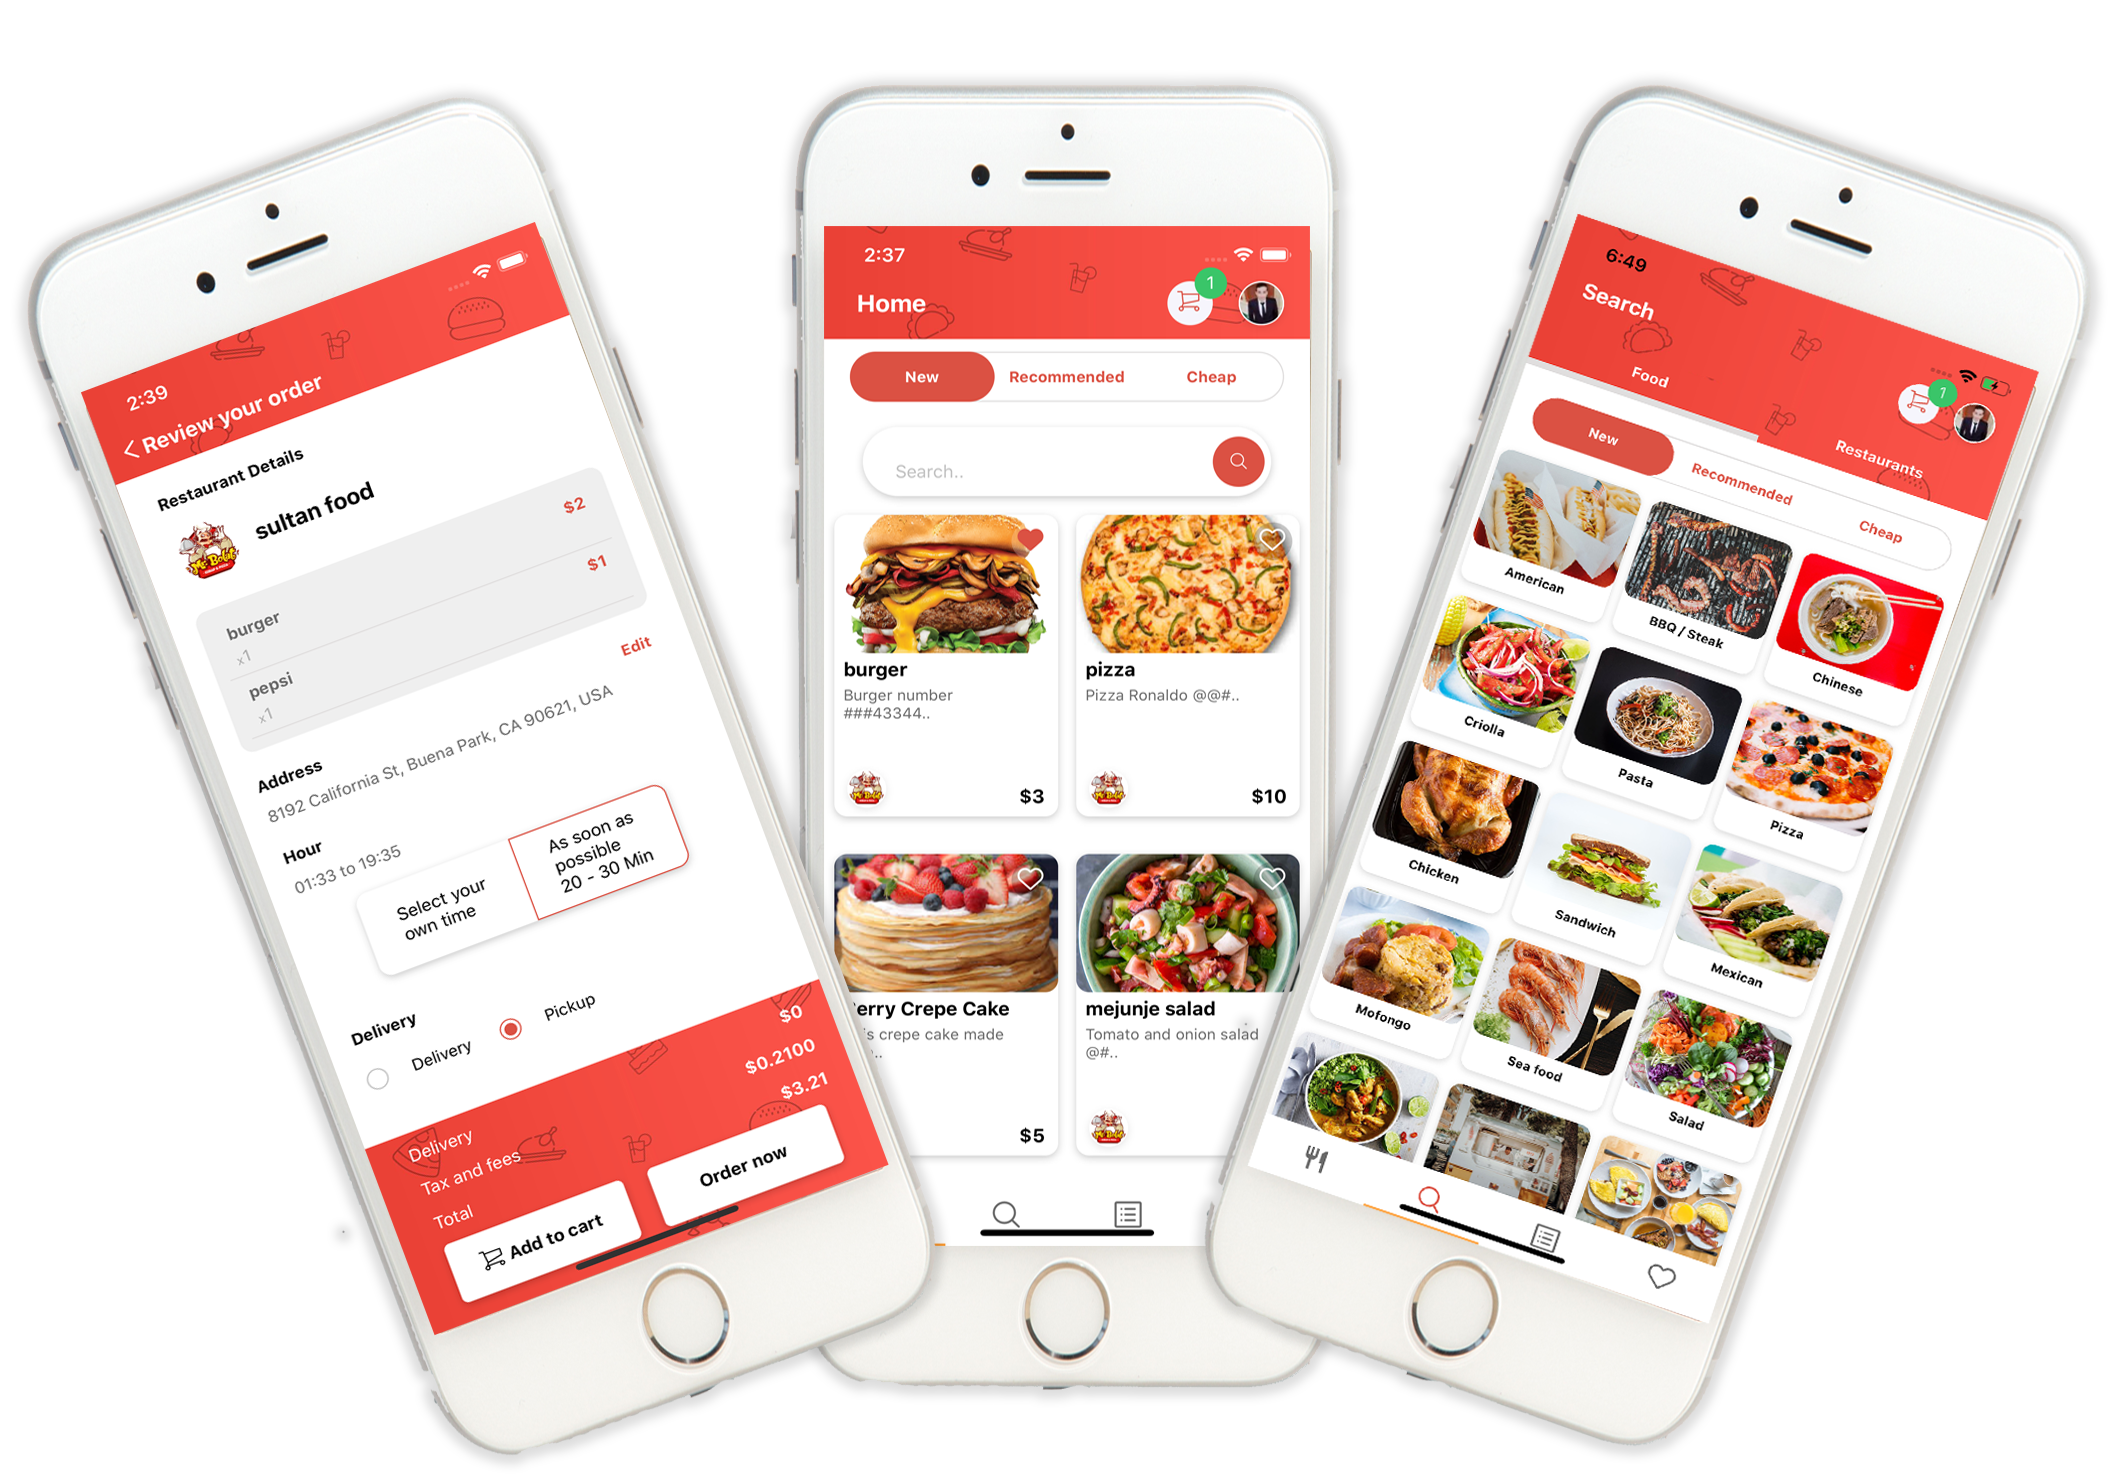 2:39
Review your order
Restaurant Details
Mr. Bolat
sultan food
burger
$2
x1
pepsi
$1
x1
Edit
Address
8192 California St, Buena Park, CA 90621, USA
Hour
01:33 to 19:35
Select your
own time
As soon as
possible
20 - 30 Min
Delivery
Delivery
Pickup
Delivery
$0
Tax and fees
$0.2100
Total
$3.21
Add to cart
Order now
2:37
Home
1
New
Recommended
Cheap
Search..
burger
Burger number
###43344..
$3
pizza
Pizza Ronaldo @@#..
$10
erry Crepe Cake
s crepe cake made
..
$5
mejunje salad
Tomato and onion salad
@#..
6:49
Search
1
Food
Restaurants
New
Recommended
Cheap
American
BBQ / Steak
Chinese
Criolla
Pasta
Pizza
Chicken
Sandwich
Mexican
Mofongo
Sea food
Salad